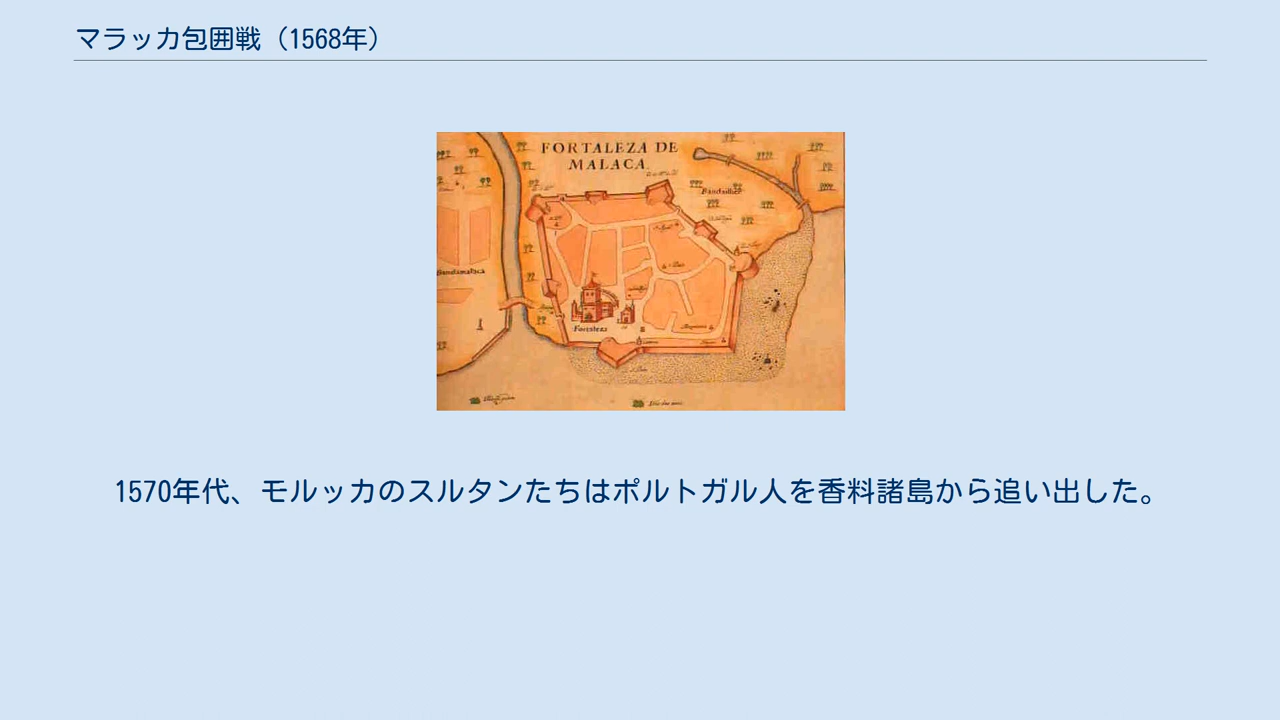 マラッカ包囲戦（1568年）
FORTALEZA DE
MALACA.
Bandamalaca
Fortaleza
1570年代、モルッカのスルタンたちはポルトガル人を香料諸島から追い出した。